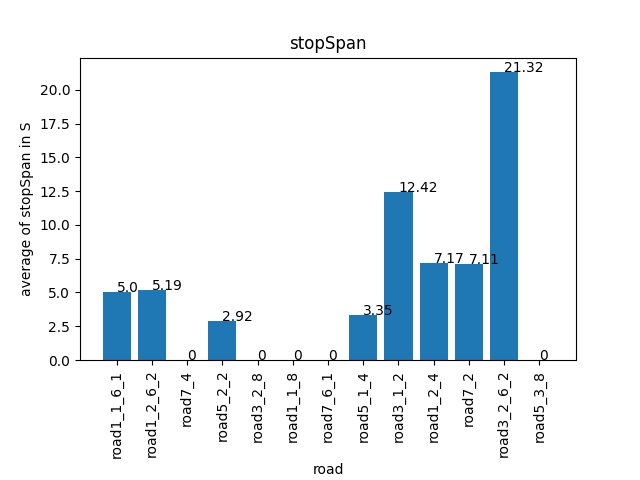 stopSpan
average of stopSpan in S
20.0
17.5
15.0
12.5
10.0
7.5
5.0
2.5
0.0
5.0
5.19
0
2.92
0
0
0
3.35
12.42
7.17
7.11
21.32
0
road1_1_6_1
road1_2_6_2
road7_4
road5_2_2
road3_2_8
road1_1_8
road7_6_1
road5_1_4
road3_1_2
road1_2_4
road7_2
road3_2_6_2
road5_3_8
road